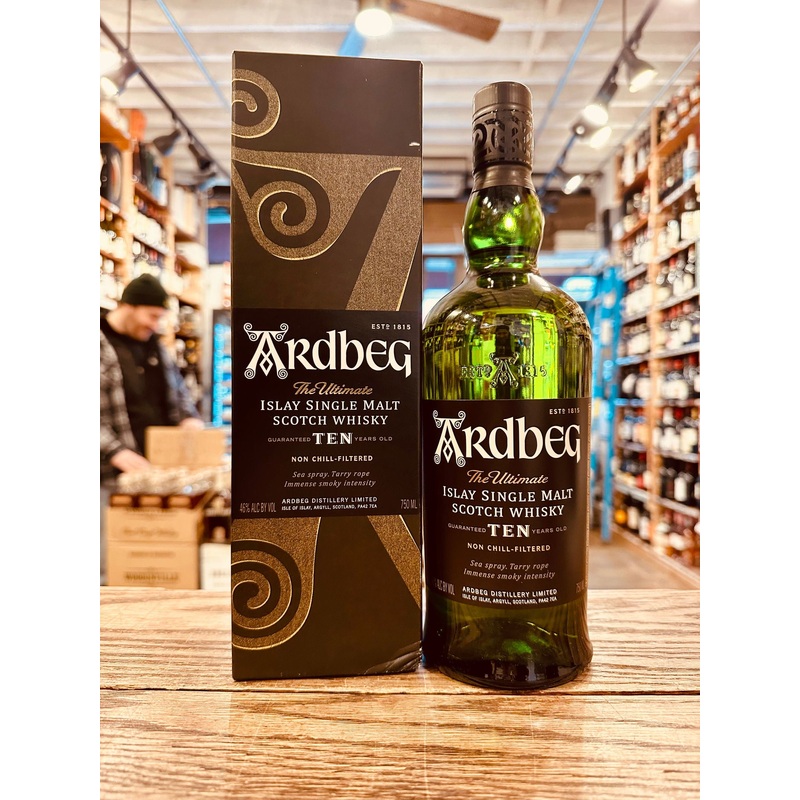 ESTD 1815
ARDBEG
The Ultimate
ISLAY SINGLE MALT
SCOTCH WHISKY
GUARANTEED TEN YEARS OLD
NON CHILL-FILTERED
Sea spray. Tarry rope
Immense smoky intensity
46% ALC BY VOL
ARDBEG DISTILLERY LIMITED
750 ML
ISLE OF ISLAY, ARGYLL, SCOTLAND, PA42 7EA
ESTD A 1815
ESTD 1815
ARDBEG
The Ultimate
ISLAY SINGLE MALT
SCOTCH WHISKY
GUARANTEED TEN YEARS OLD
NON CHILL-FILTERED
Sea spray. Tarry rope
Immense smoky intensity
ALC BY VOL
ARDBEG DISTILLERY LIMITED
ISLE OF ISLAY, ARGYLL, SCOTLAND, PA42 7EA
WOODINVILLE